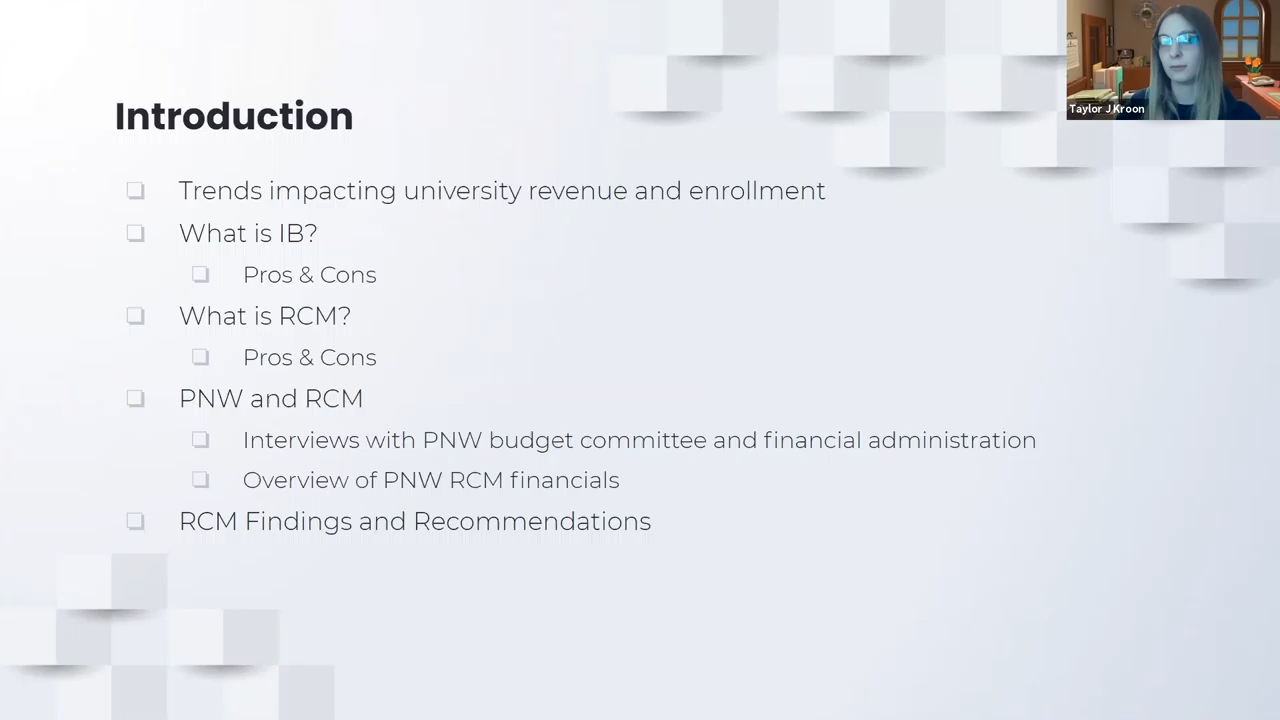 Introduction
Trends impacting university revenue and enrollment
What is IB?
Pros & Cons
What is RCM?
Pros & Cons
PNW and RCM
Interviews with PNW budget committee and financial administration
Overview of PNW RCM financials
RCM Findings and Recommendations
Taylor J Kroon